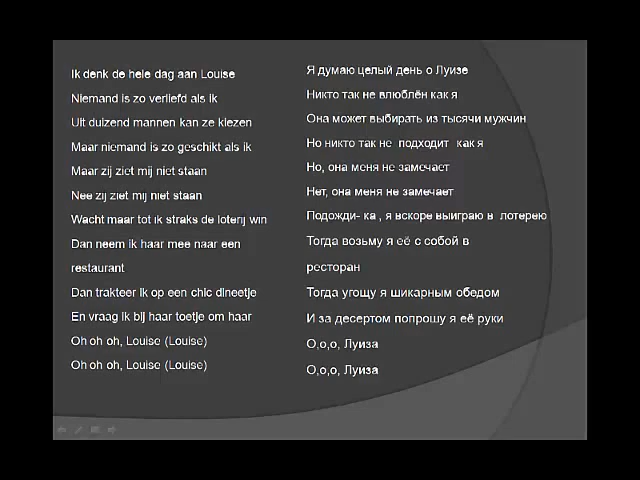 Ik denk de hele dag aan Louise
Niemand is zo verliefd als ik
Uit duizend mannen kan ze kiezen
Maar niemand is zo geschikt als ik
Maar zij ziet mij niet staan
Nee zij ziet mij niet staan
Wacht maar tot ik straks de loterij win
Dan neem ik haar mee naar een
restaurant
Dan trakteer ik op een chic dineetje
En vraag ik bij haar toetje om haar
Oh oh oh, Louise (Louise)
Oh oh oh, Louise (Louise)
Я думаю целый день о Луизе
Никто так не влюблён как я
Она может выбирать из тысячи мужчин
Но никто так не подходит как я
Но, она меня не замечает
Нет, она меня не замечает
Подожди- ка , я вскоре выиграю в лотерею
Тогда возьму я её с собой в
ресторан
Тогда угощу я шикарным обедом
И за десертом попрошу я её руки
О,о,о, Луиза
О,о,о, Луиза